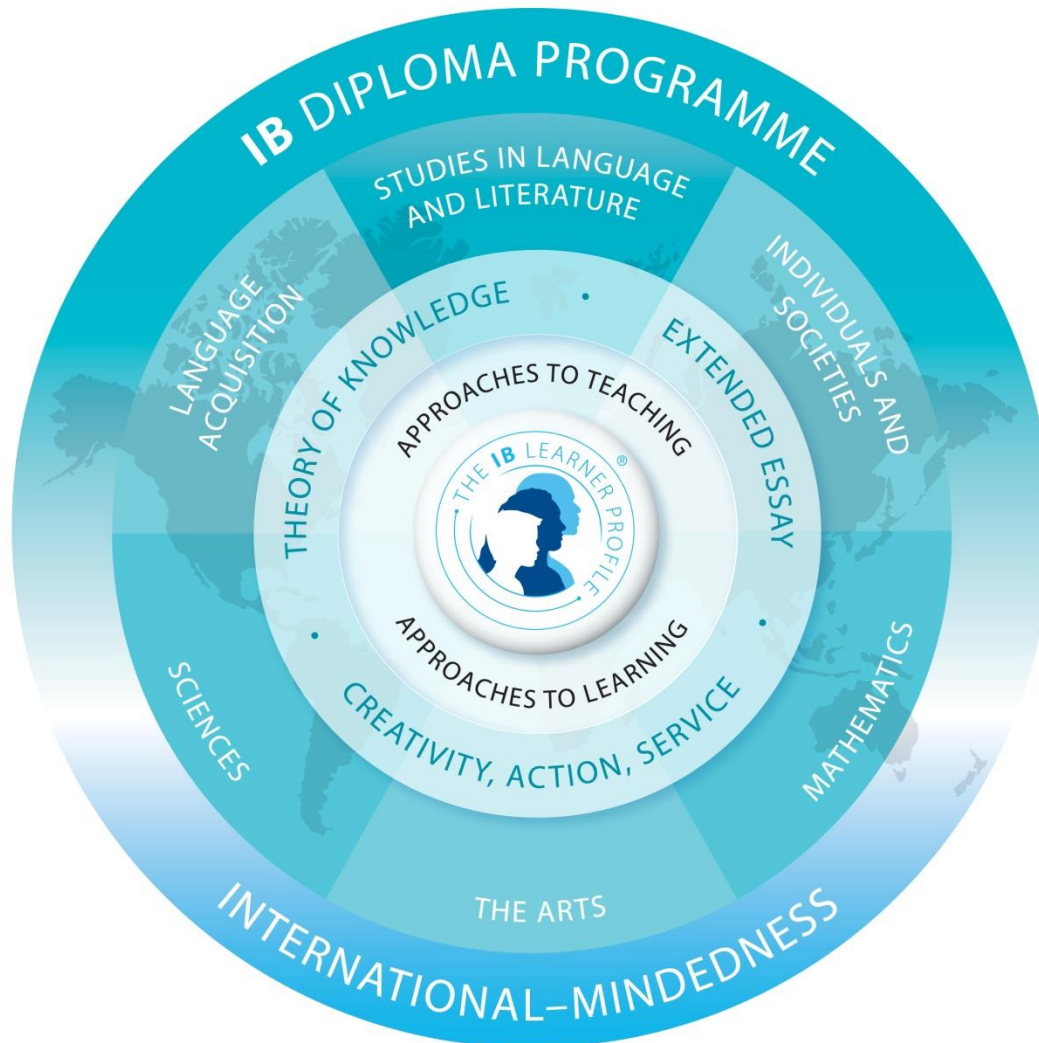 IB DIPLOMA PROGRAMME
STUDIES IN LANGUAGE
AND LITERATURE
LANGUAGE
ACQUISITION
INDIVIDUALS AND
SOCIETIES
THEORY OF KNOWLEDGE
EXTENDED ESSAY
APPROACHES TO TEACHING
THE IB LEARNER PROFILE®
APPROACHES TO LEARNING
CREATIVITY, ACTION, SERVICE
SCIENCES
MATHEMATICS
THE ARTS
INTERNATIONAL–MINDEDNESS